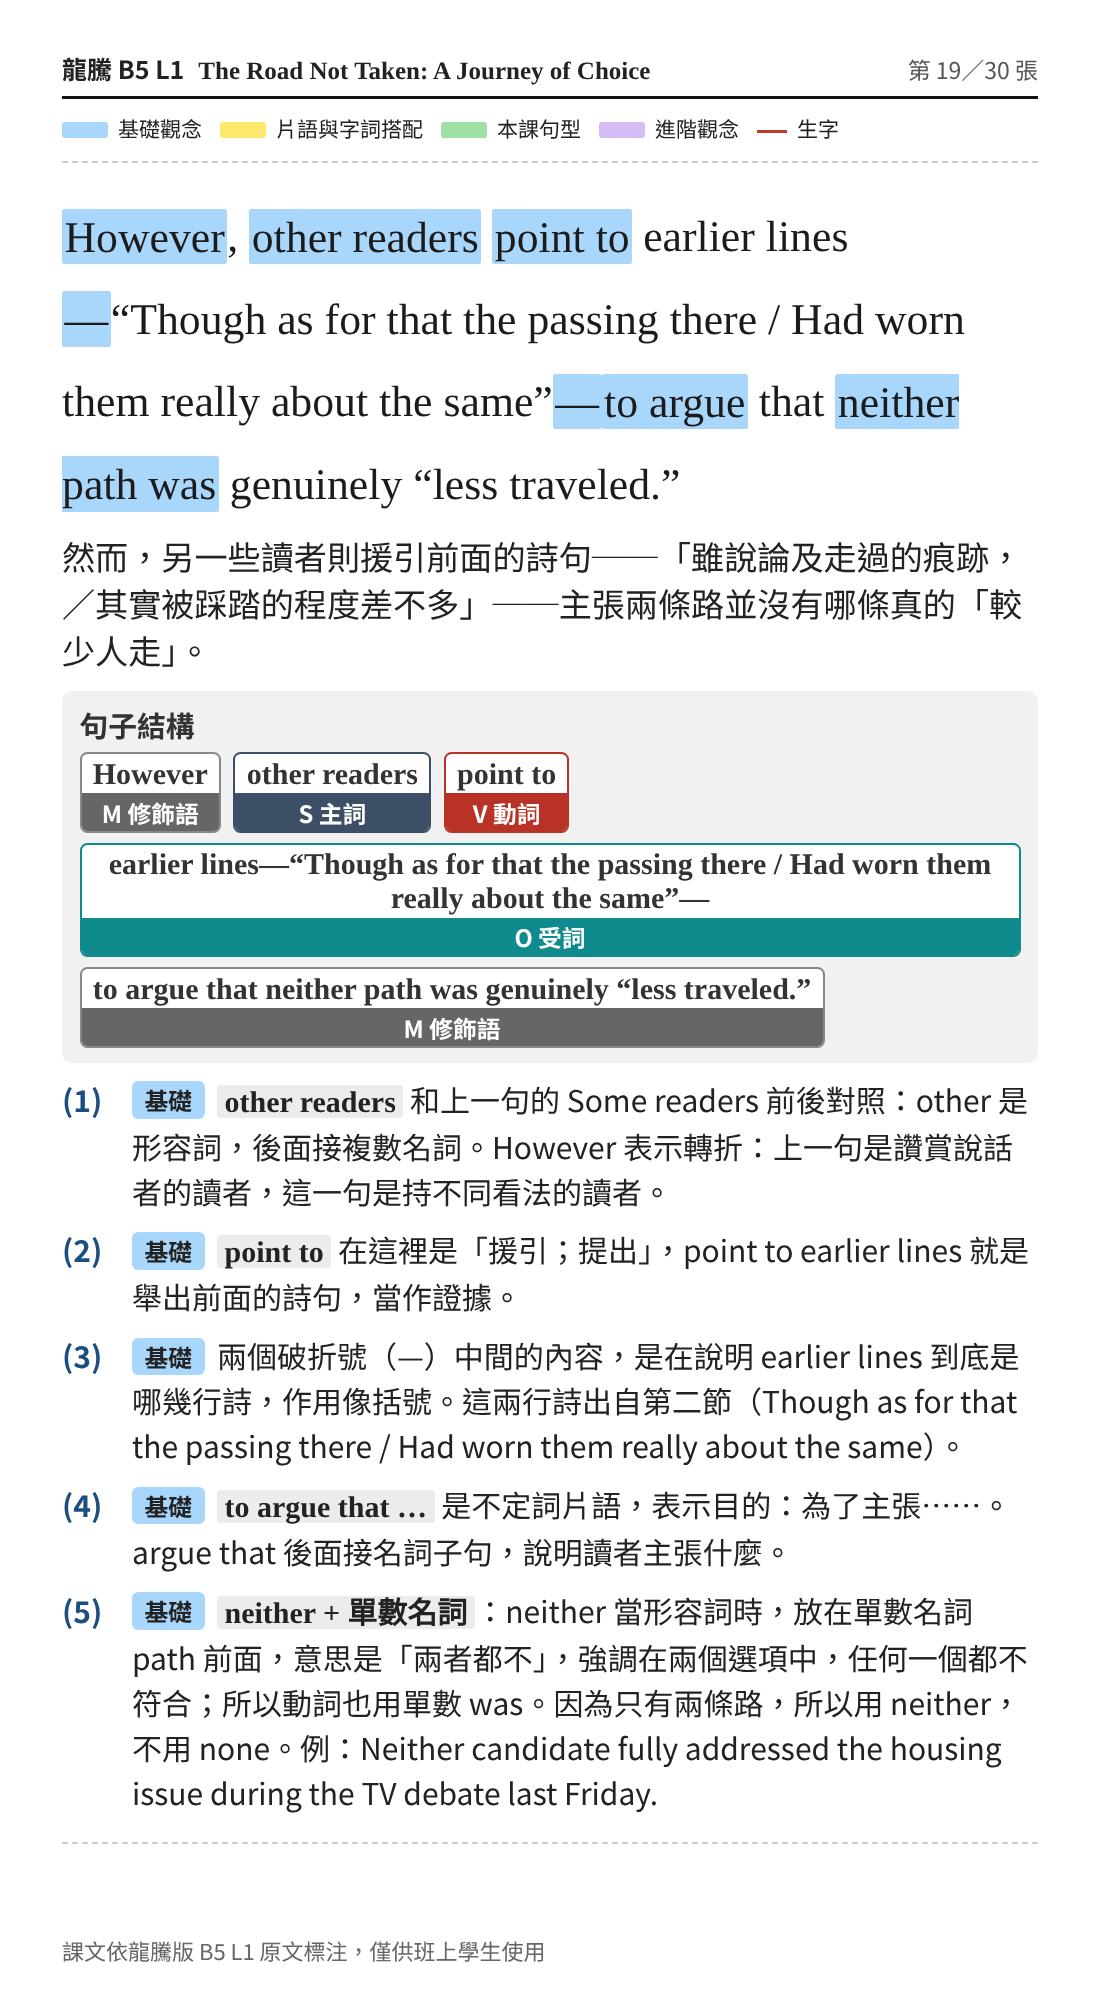 龍騰 B5 L1 The Road Not Taken: A Journey of Choice 第 19／30 張
基礎觀念 片語與字詞搭配 本課句型 進階觀念 生字
However, other readers point to earlier lines
—“Though as for that the passing there / Had worn
them really about the same”—to argue that neither
path was genuinely “less traveled.”
然而，另一些讀者則援引前面的詩句——「雖說論及走過的痕跡，
／其實被踩踏的程度差不多」——主張兩條路並沒有哪條真的「較
少人走」。
句子結構
However other readers point to
M 修飾語 S 主詞 V 動詞
earlier lines—“Though as for that the passing there / Had worn them
really about the same”—
O 受詞
to argue that neither path was genuinely “less traveled.”
M 修飾語
(1) 基礎 other readers 和上一句的 Some readers 前後對照：other 是
形容詞，後面接複數名詞。However 表示轉折：上一句是讚賞說話
者的讀者，這一句是持不同看法的讀者。
(2) 基礎 point to 在這裡是「援引；提出」，point to earlier lines 就是
舉出前面的詩句，當作證據。
(3) 基礎 兩個破折號（—）中間的內容，是在說明 earlier lines 到底是
哪幾行詩，作用像括號。這兩行詩出自第二節（Though as for that
the passing there / Had worn them really about the same）。
(4) 基礎 to argue that … 是不定詞片語，表示目的：為了主張⋯⋯。
argue that 後面接名詞子句，說明讀者主張什麼。
(5) 基礎 neither + 單數名詞：neither 當形容詞時，放在單數名詞
path 前面，意思是「兩者都不」，強調在兩個選項中，任何一個都不
符合；所以動詞也用單數 was。因為只有兩條路，所以用 neither，
不用 none。例：Neither candidate fully addressed the housing
issue during the TV debate last Friday.
課文依龍騰版 B5 L1 原文標注，僅供班上學生使用